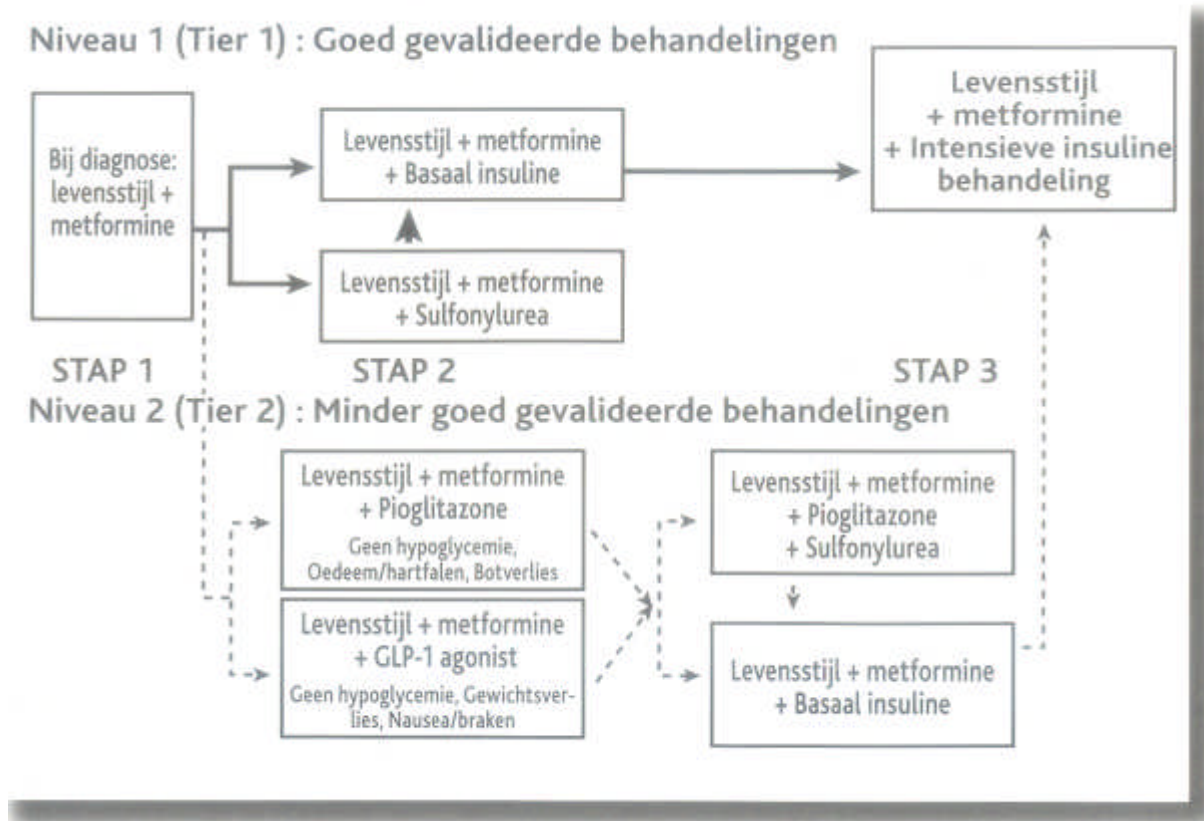 Niveau 1 (Tier 1) : Goed gevalideerde behandelingen
Bij diagnose:
levensstijl +
metformine
Levensstijl + metformine
+ Basaal insuline
Levensstijl + metformine
+ Sulfonylurea
Levensstijl
+ metformine
+ Intensieve insuline
behandeling
STAP 1
STAP 2
STAP 3
Niveau 2 (Tier 2) : Minder goed gevalideerde behandelingen
Levensstijl + metformine
+ Pioglitazone
Geen hypoglycemie,
Oedeem/hartfalen, Botverlies
Levensstijl + metformine
+ GLP-1 agonist
Geen hypoglycemie, Gewichtsver-
lies, Nausea/braken
Levensstijl + metformine
+ Pioglitazone
+ Sulfonylurea
Levensstijl + metformine
+ Basaal insuline